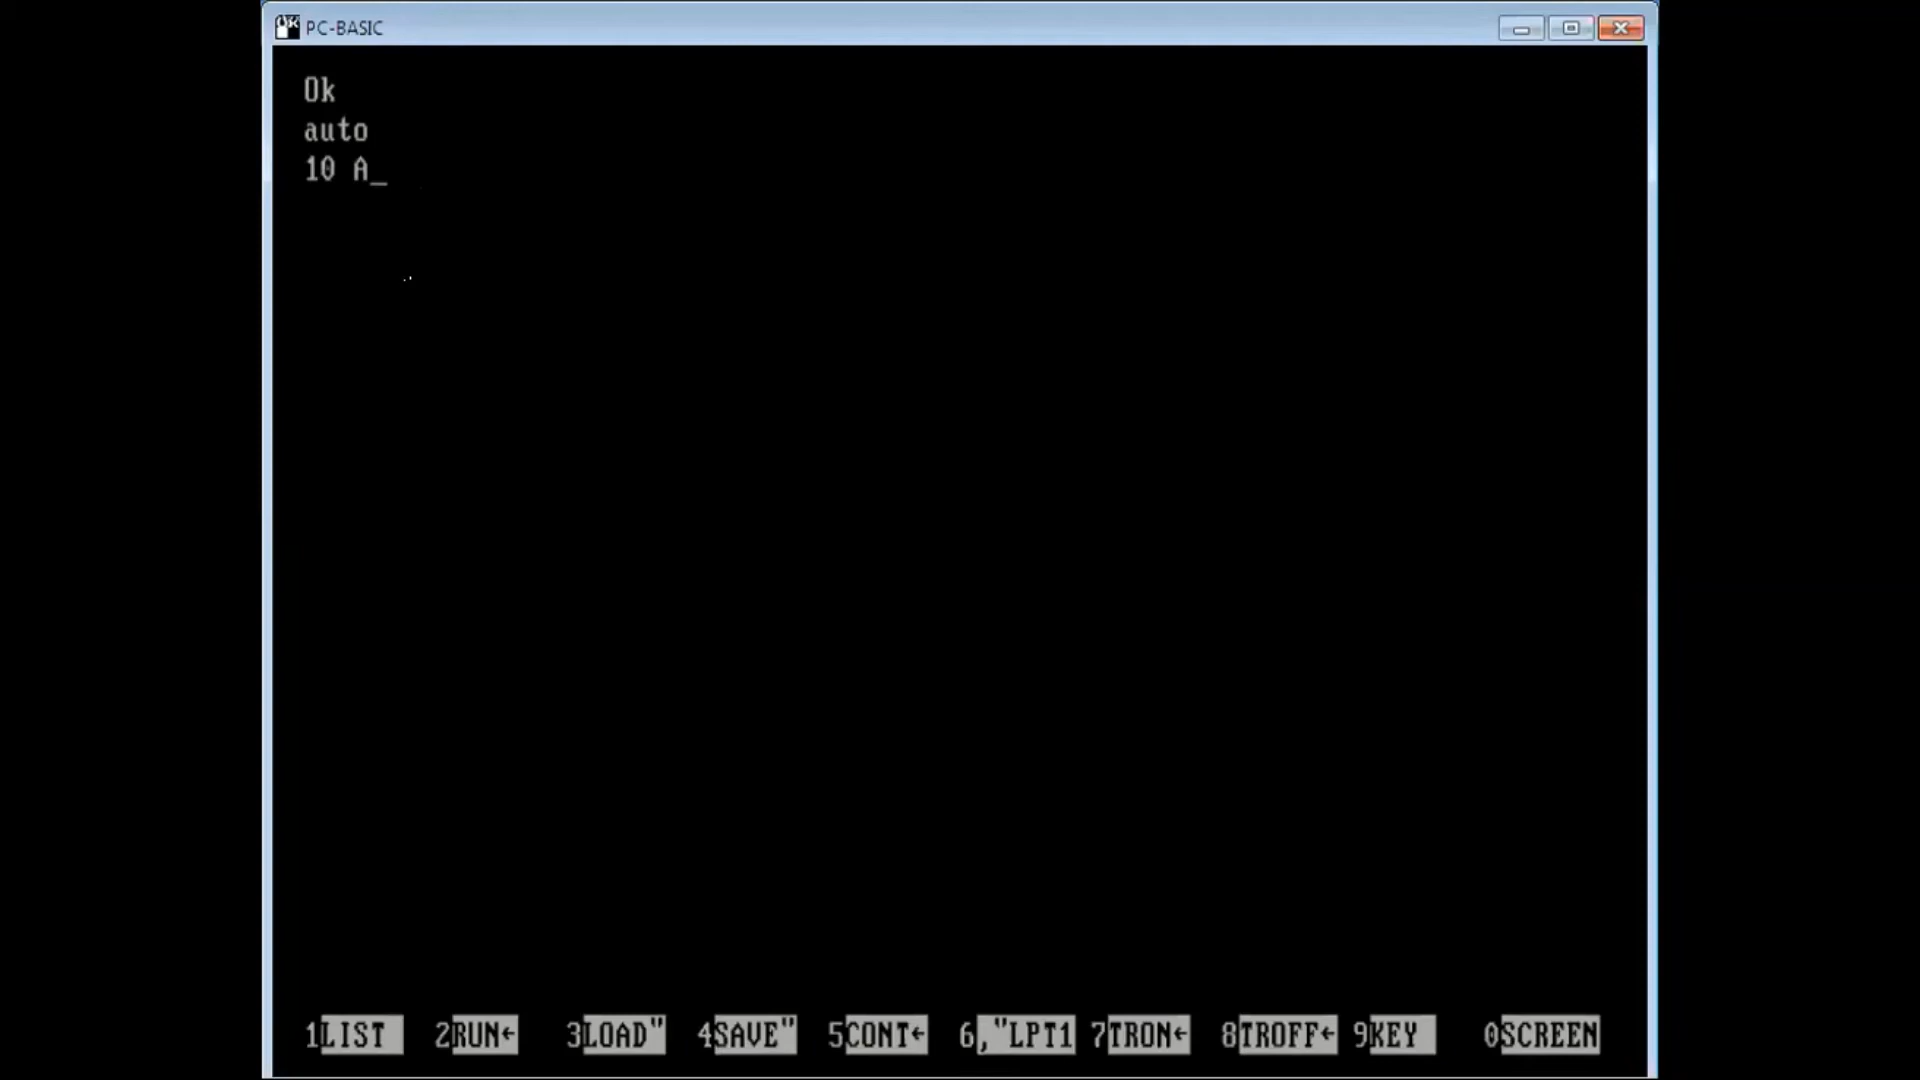 PC-BASIC
Ok
auto
10 A_
1LIST 2RUN← 3LOAD" 4SAVE" 5CONT← 6,"LPT1 7TRON← 8TROFF← 9KEY 0SCREEN